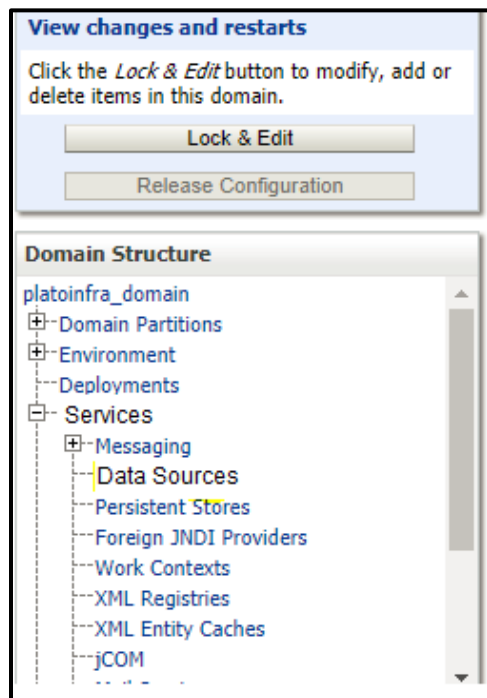 View changes and restarts
Click the Lock & Edit button to modify, add or
delete items in this domain.
Lock & Edit
Release Configuration
Domain Structure
platoinfra_domain
Domain Partitions
Environment
Deployments
Services
Messaging
Data Sources
Persistent Stores
Foreign JNDI Providers
Work Contexts
XML Registries
XML Entity Caches
jCOM